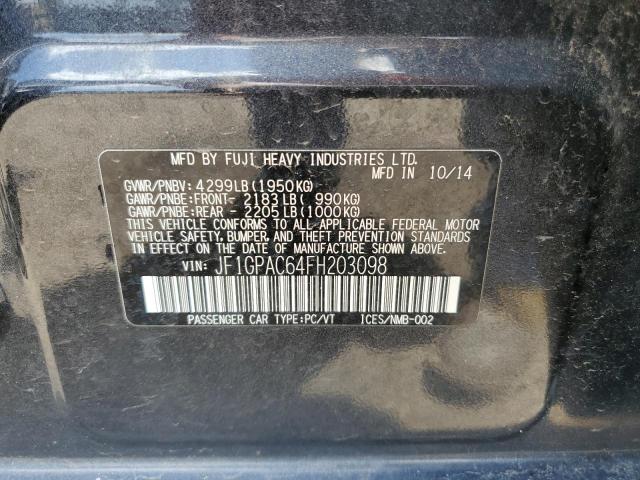 MFD BY FUJI HEAVY INDUSTRIES LTD.
MFD IN 10/14
GVWR/PNBV: 4299LB(1950KG)
GAWR/PNBE:FRONT- 2183LB( 990KG)
GAWR/PNBE:REAR - 2205LB(1000KG)
THIS VEHICLE CONFORMS TO ALL APPLICABLE FEDERAL MOTOR
VEHICLE SAFETY, BUMPER, AND THEFT PREVENTION STANDARDS
IN EFFECT ON THE DATE OF MANUFACTURE SHOWN ABOVE.
VIN: JF1GPAC64FH203098
PASSENGER CAR TYPE:PC/VT ICES/NMB-002